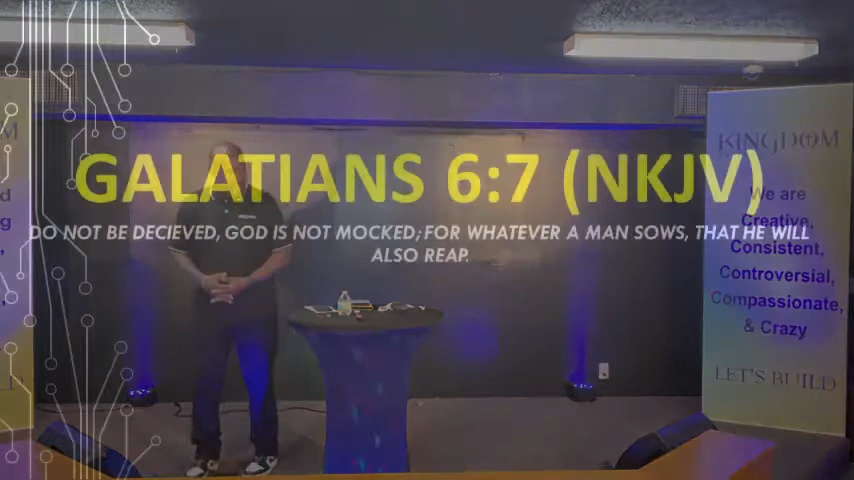 GALATIANS 6:7 (NKJV)
DO NOT BE DECIEVED, GOD IS NOT MOCKED; FOR WHATEVER A MAN SOWS, THAT HE WILL
ALSO REAP.
KINGDOM
We are
Creative,
Consistent,
Controversial,
Compassionate,
& Crazy
LET'S BUILD